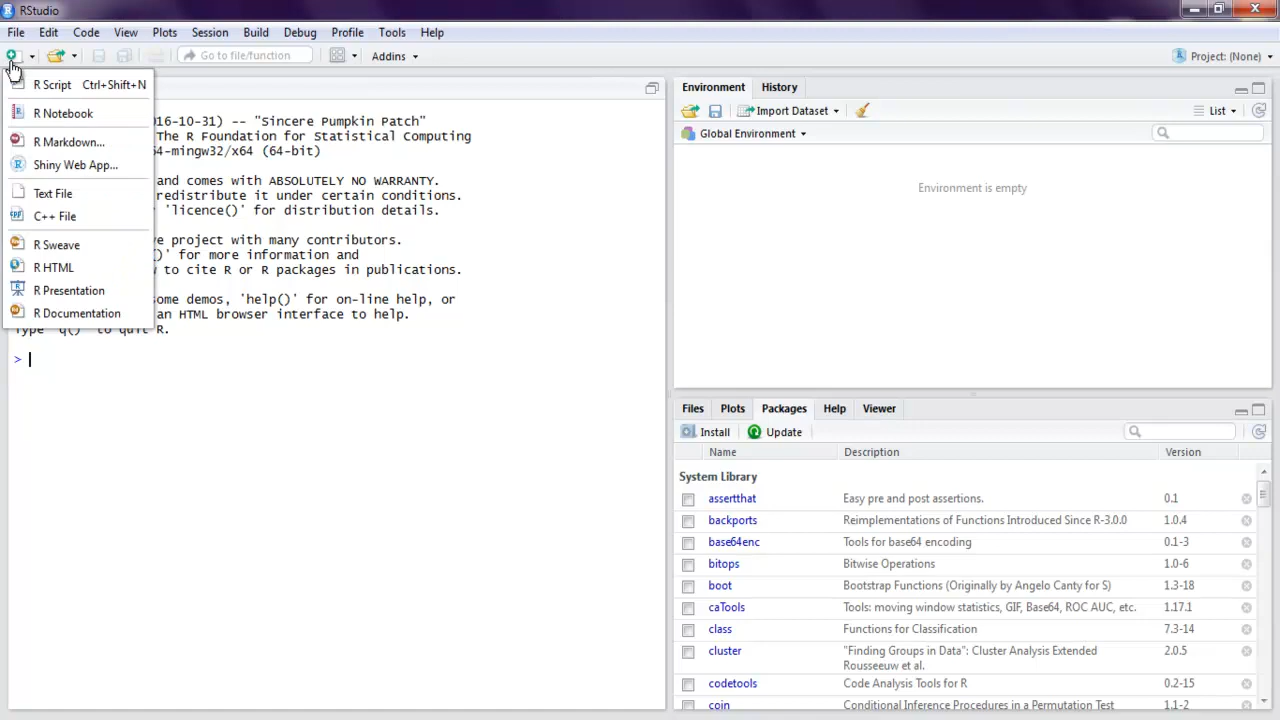 RStudio
File Edit Code View Plots Session Build Debug Profile Tools Help
Go to file/function Addins Project: (None)
R Script Ctrl+Shift+N
R Notebook
R Markdown...
Shiny Web App...
Text File
C++ File
R Sweave
R HTML
R Presentation
R Documentation
016-10-31) -- "Sincere Pumpkin Patch"
The R Foundation for Statistical Computing
64-mingw32/x64 (64-bit)
and comes with ABSOLUTELY NO WARRANTY.
redistribute it under certain conditions.
'licence()' for distribution details.
ve project with many contributors.
)' for more information and
w to cite R or R packages in publications.
some demos, 'help()' for on-line help, or
an HTML browser interface to help.
Type 'q()' to quit R.
>
Environment History
Import Dataset List
Global Environment
Environment is empty
Files Plots Packages Help Viewer
Install Update
Name Description Version
System Library
assertthat Easy pre and post assertions. 0.1
backports Reimplementations of Functions Introduced Since R-3.0.0 1.0.4
base64enc Tools for base64 encoding 0.1-3
bitops Bitwise Operations 1.0-6
boot Bootstrap Functions (Originally by Angelo Canty for S) 1.3-18
caTools Tools: moving window statistics, GIF, Base64, ROC AUC, etc. 1.17.1
class Functions for Classification 7.3-14
cluster "Finding Groups in Data": Cluster Analysis Extended 2.0.5
Rousseeuw et al.
codetools Code Analysis Tools for R 0.2-15
coin Conditional Inference Procedures in a Permutation Test 1.1-2